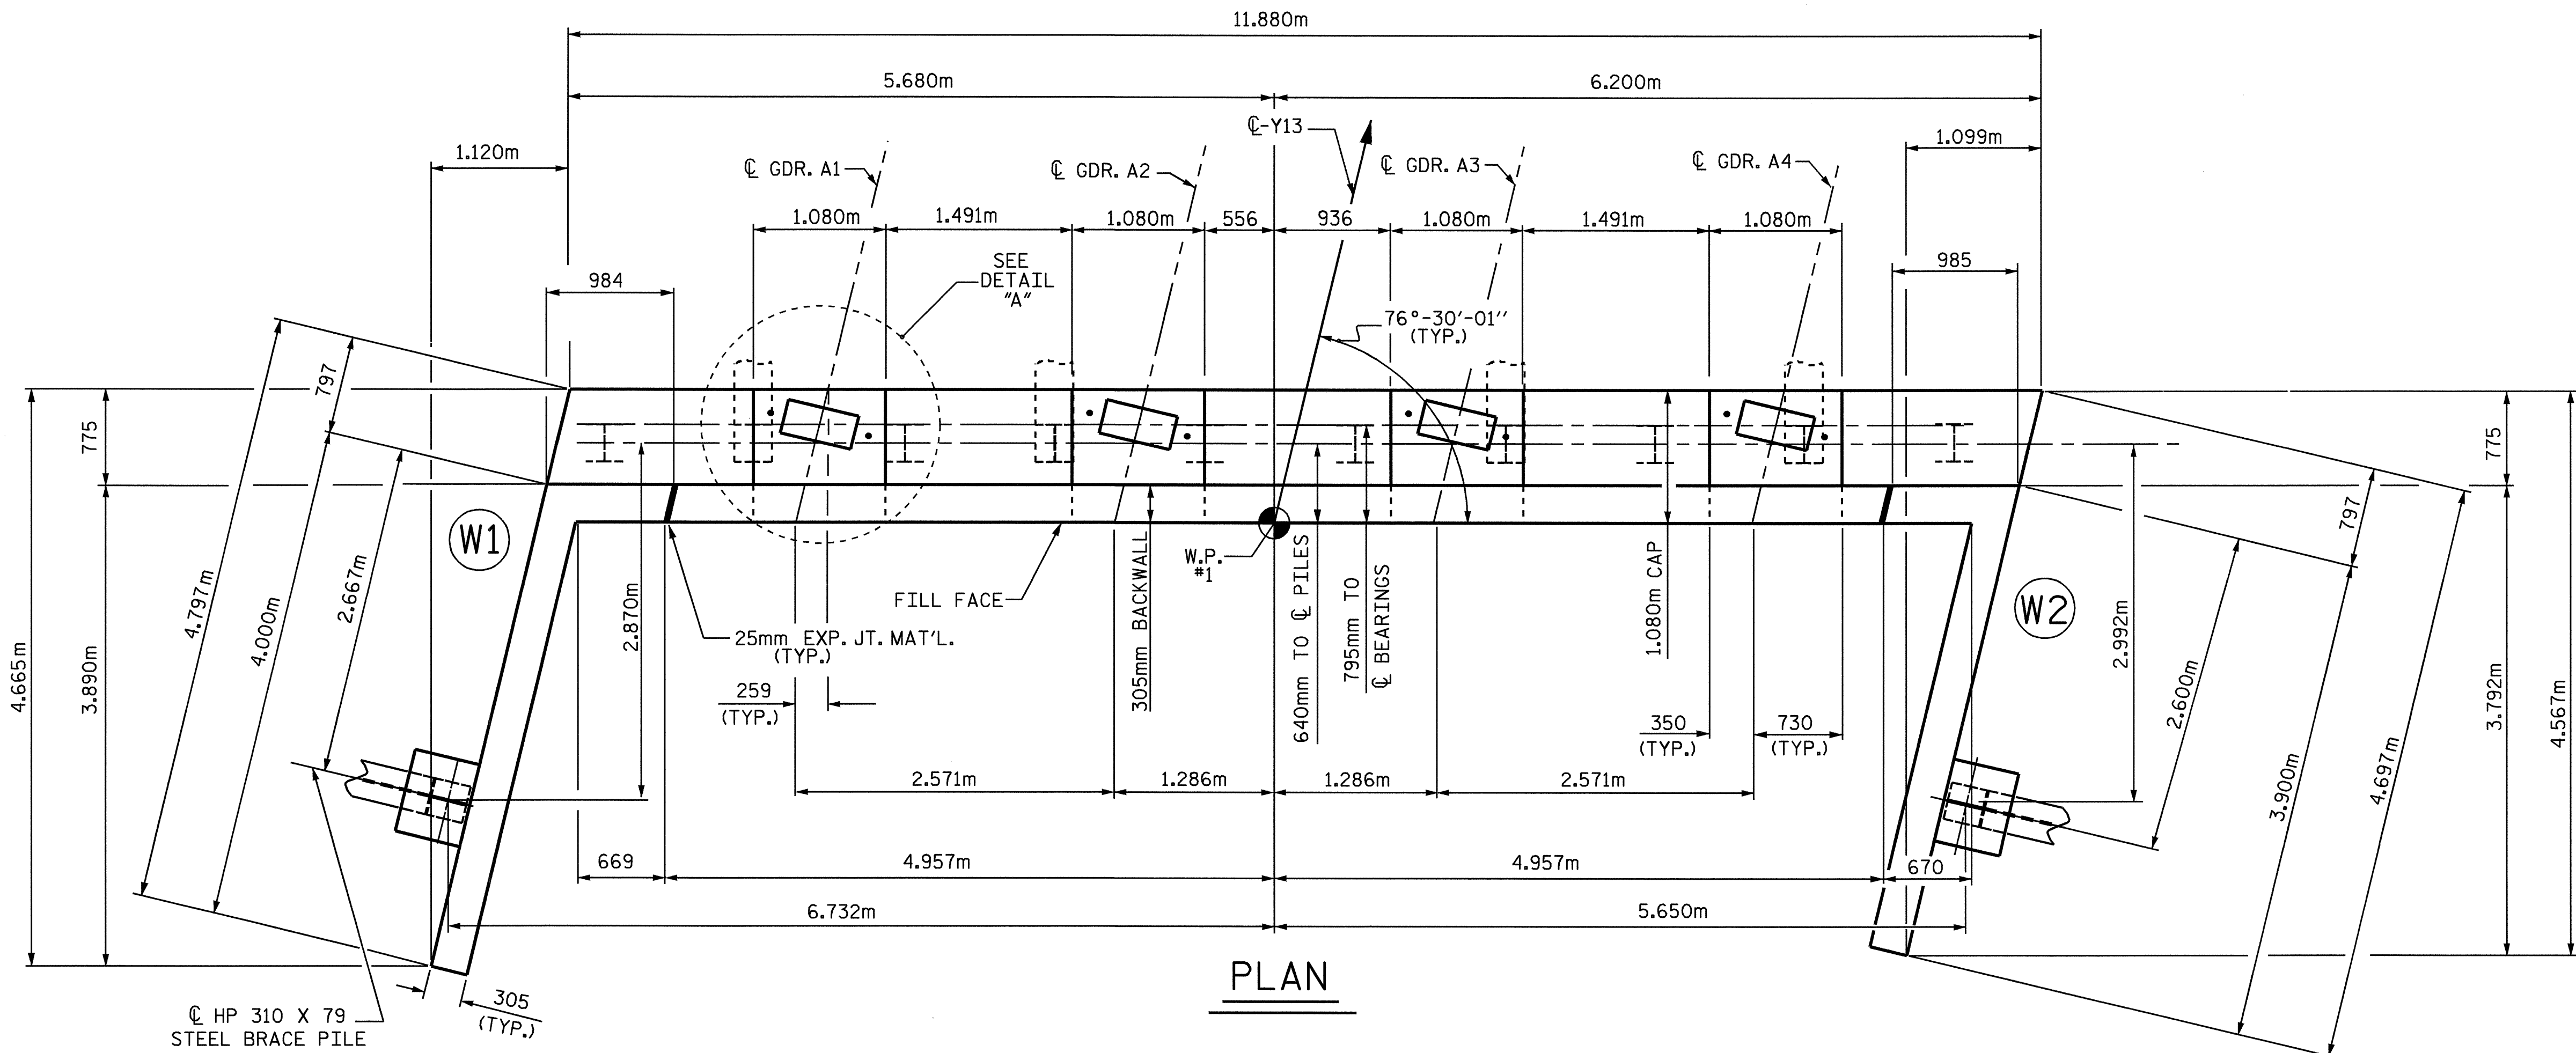 11.880m
5.680m
6.200m
℄-Y13
1.120m
1.099m
℄ GDR. A1
℄ GDR. A2
℄ GDR. A3
℄ GDR. A4
1.080m
1.491m
1.080m
556
936
1.080m
1.491m
1.080m
SEE
DETAIL
"A"
984
985
76°-30'-01''
(TYP.)
797
775
775
W1
W2
797
4.797m
4.000m
2.667m
4.665m
3.890m
2.870m
FILL FACE
25mm EXP. JT. MAT'L.
(TYP.)
W.P.
#1
305mm BACKWALL
640mm TO ℄ PILES
795mm TO
℄ BEARINGS
1.080m CAP
2.992m
2.600m
3.900m
4.697m
3.792m
4.567m
259
(TYP.)
350
(TYP.)
730
(TYP.)
2.571m
1.286m
1.286m
2.571m
669
4.957m
4.957m
670
6.732m
5.650m
PLAN
305
(TYP.)
℄ HP 310 X 79
STEEL BRACE PILE